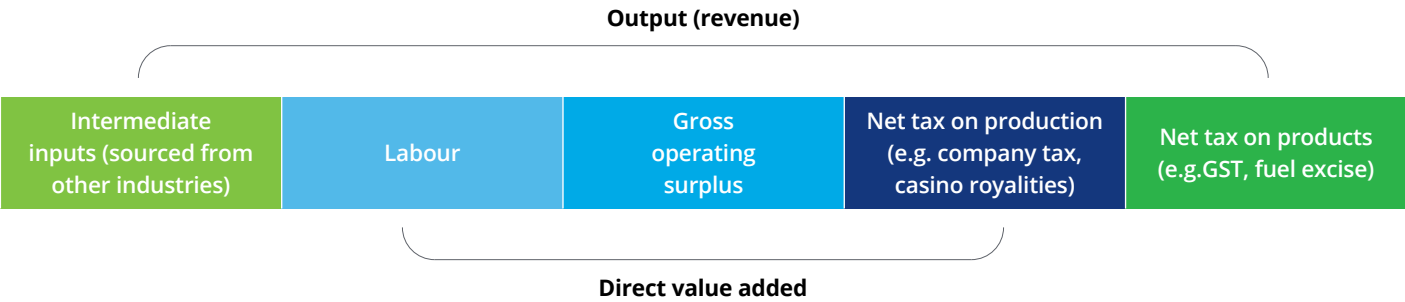 Output (revenue)
Intermediate
inputs (sourced from
other industries)
Labour
Gross
operating
surplus
Net tax on production
(e.g. company tax,
casino royalities)
Net tax on products
(e.g.GST, fuel excise)
Direct value added